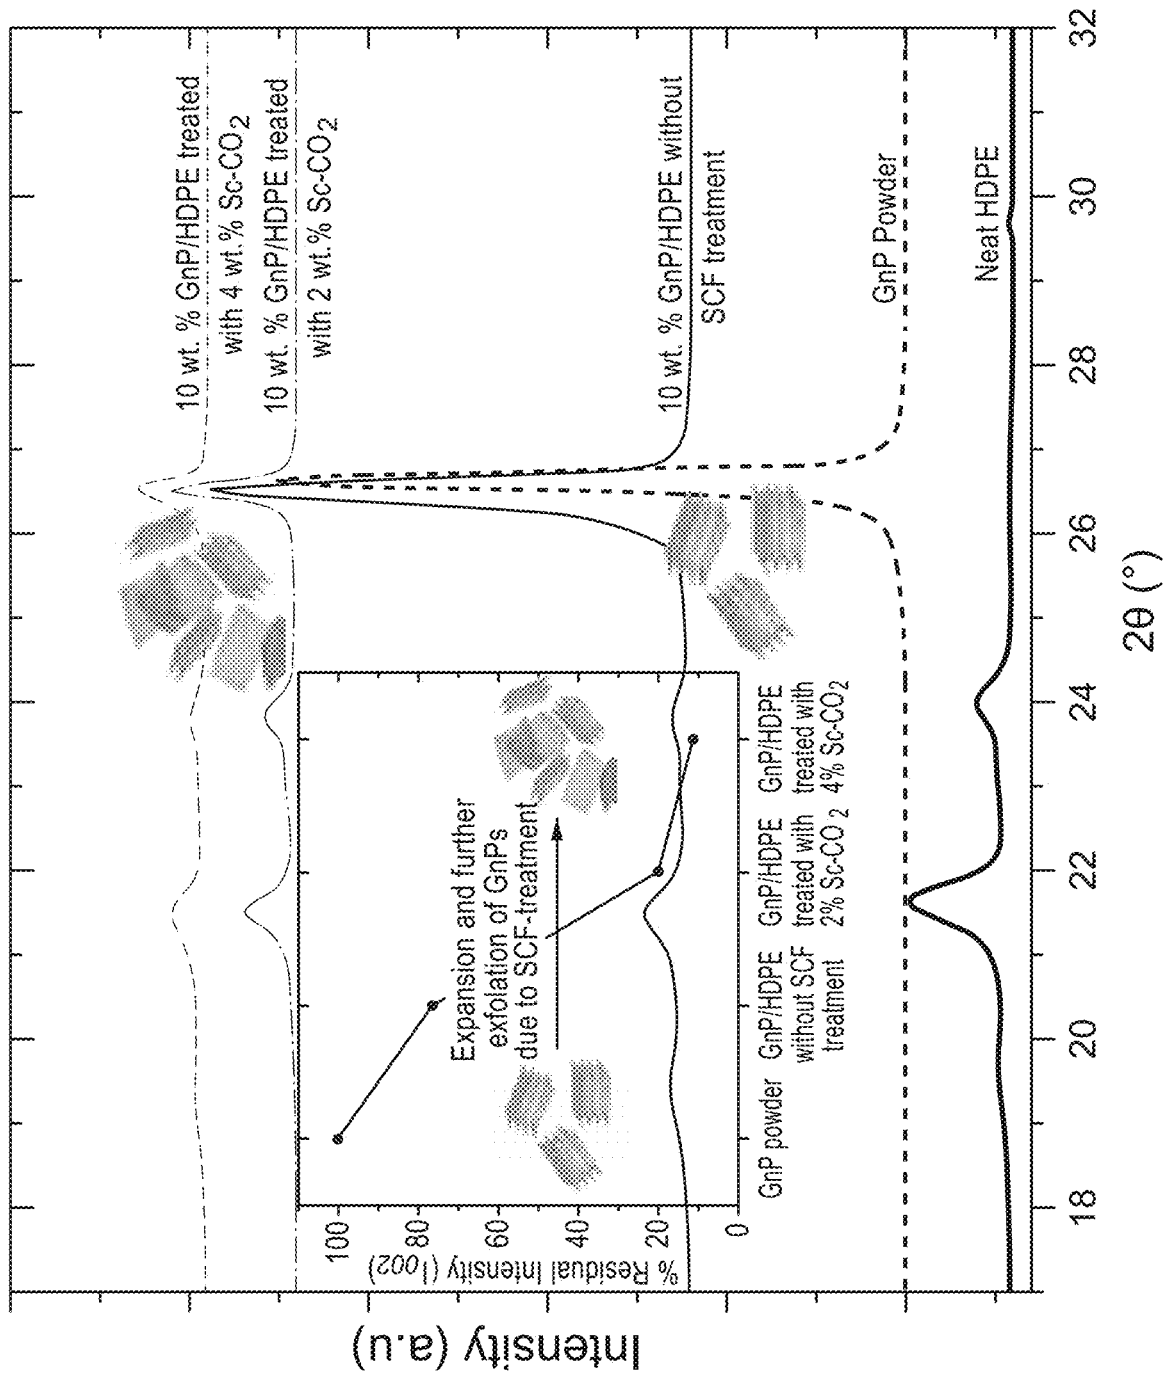 Intensity (a.u)
10 wt. % GnP/HDPE treated
with 4 wt.% Sc-CO2
10 wt. % GnP/HDPE treated
with 2 wt.% Sc-CO2
10 wt. % GnP/HDPE without
SCF treatment
GnP Powder
Neat HDPE
% Residual Intensity (I002)
100
80
60
40
20
0
Expansion and further
exfolation of GnPs
due to SCF-treatment
GnP powder
GnP/HDPE
without SCF
treatment
GnP/HDPE
treated with
2% Sc-CO2
GnP/HDPE
treated with
4% Sc-CO2
18
20
22
24
26
28
30
32
2θ (°)